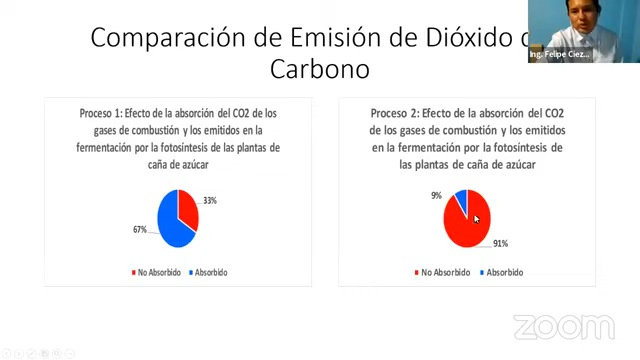 Comparación de Emisión de Dióxido
Carbono
Ing. Felipe Ciez...
Proceso 1: Efecto de la absorción del CO2 de los
gases de combustión y los emitidos en la
fermentación por la fotosintesis de las plantas de
caña de azúcar
33%
67%
No Absorbido Absorbido
Proceso 2: Efecto de la absorción del CO2
de los gases de combustión y los emitidos
en la fermentación por la fotosintesis de
las plantas de caña de azúcar
9%
91%
No Absorbido Absorbido
zoom